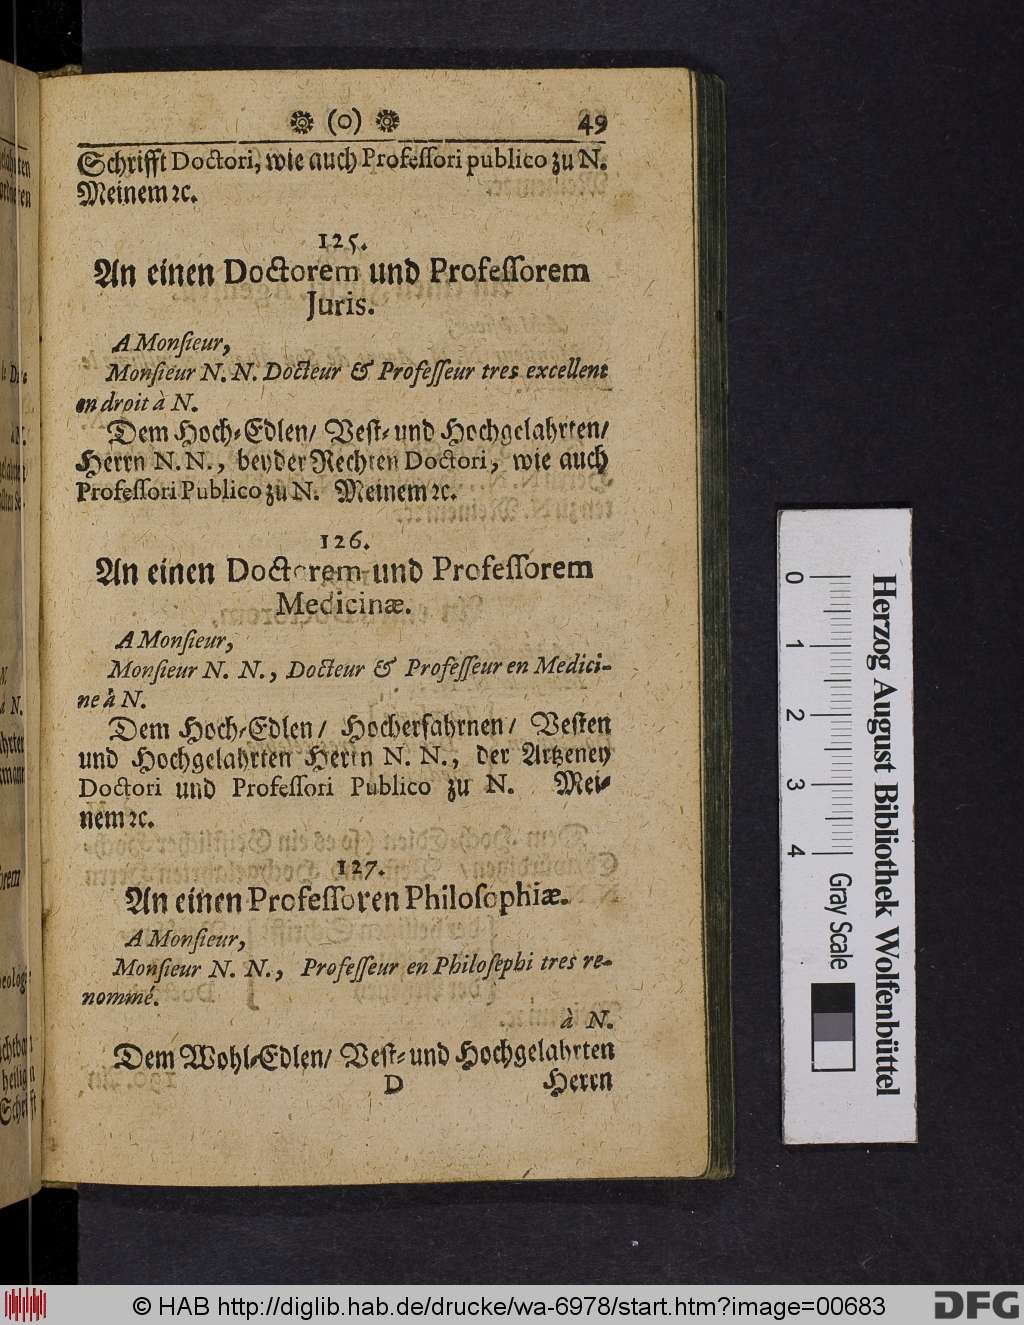 ❁ (o) ❁ 49
Schrifft Doctori, wie auch Professori publico zu N.
Meinem ꝛc.
125.
An einen Doctorem und Professorem
Juris.
A Monſieur,
Monſieur N. N. Docteur & Profeſſeur tres excellent
en droit à N.
Dem Hoch-Edlen/ Veſt- und Hochgelahrten/
Herrn N. N., beyder Rechten Doctori, wie auch
Profeſſori Publico zu N. Meinem ꝛc.
126.
An einen Doctorem und Profeſſorem
Medicinæ.
A Monſieur,
Monſieur N. N., Docteur & Profeſſeur en Medici-
ne à N.
Dem Hoch-Edlen/ Hocherfahrnen/ Veſten
und Hochgelahrten Herrn N. N., der Artzeney
Doctori und Profeſſori Publico zu N. Mei-
nem ꝛc.
127.
An einen Profeſſoren Philoſophiæ.
A Monſieur,
Monſieur N. N., Profeſſeur en Philoſephi tres re-
nommé.
à N.
Dem Wohl-Edlen/ Veſt- und Hochgelahrten
D Herrn
0 1 2 3 4
Gray Scale
Herzog August Bibliothek Wolfenbüttel
© HAB http://diglib.hab.de/drucke/wa-6978/start.htm?image=00683
DFG